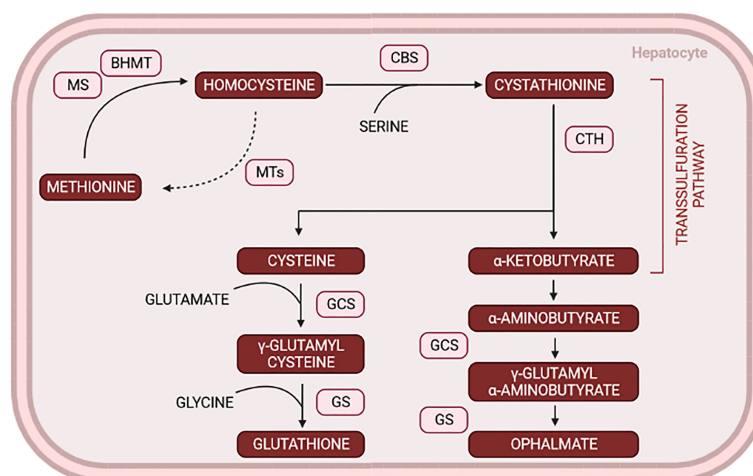 Hepatocyte
BHMT
CBS
MS
HOMOCYSTEINE
CYSTATHIONINE
SERINE
CTH
MTs
METHIONINE
TRANSSULFURATION
PATHWAY
CYSTEINE
α-KETOBUTYRATE
GLUTAMATE
GCS
α-AMINOBUTYRATE
γ-GLUTAMYL
CYSTEINE
GCS
γ-GLUTAMYL
α-AMINOBUTYRATE
GLYCINE
GS
GS
GLUTATHIONE
OPHALMATE